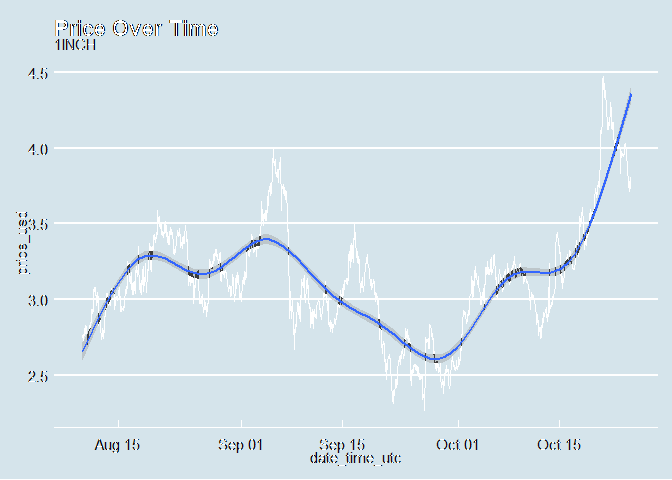 Price Over Time
1INCH
4.5
4.0
3.5
3.0
2.5
price_usd
Aug 15
Sep 01
Sep 15
Oct 01
Oct 15
date_time_utc